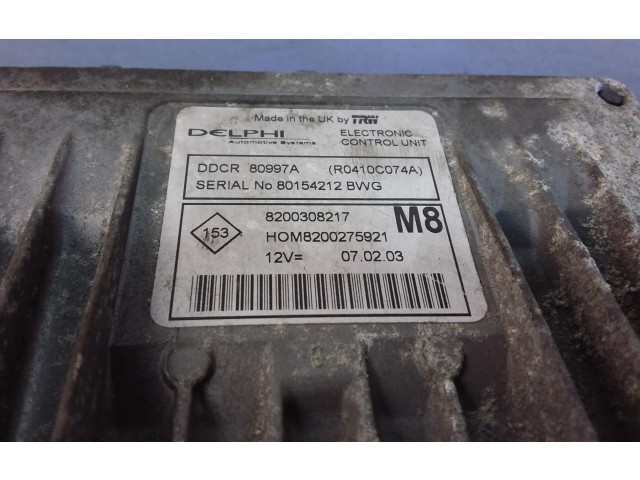 Made in the UK by TRW
DELPHI
Automotive Systems
ELECTRONIC
CONTROL UNIT
DDCR 80997A (R0410C074A)
SERIAL No 80154212 BWG
153
8200308217 M8
HOM8200275921
12V= 07.02.03